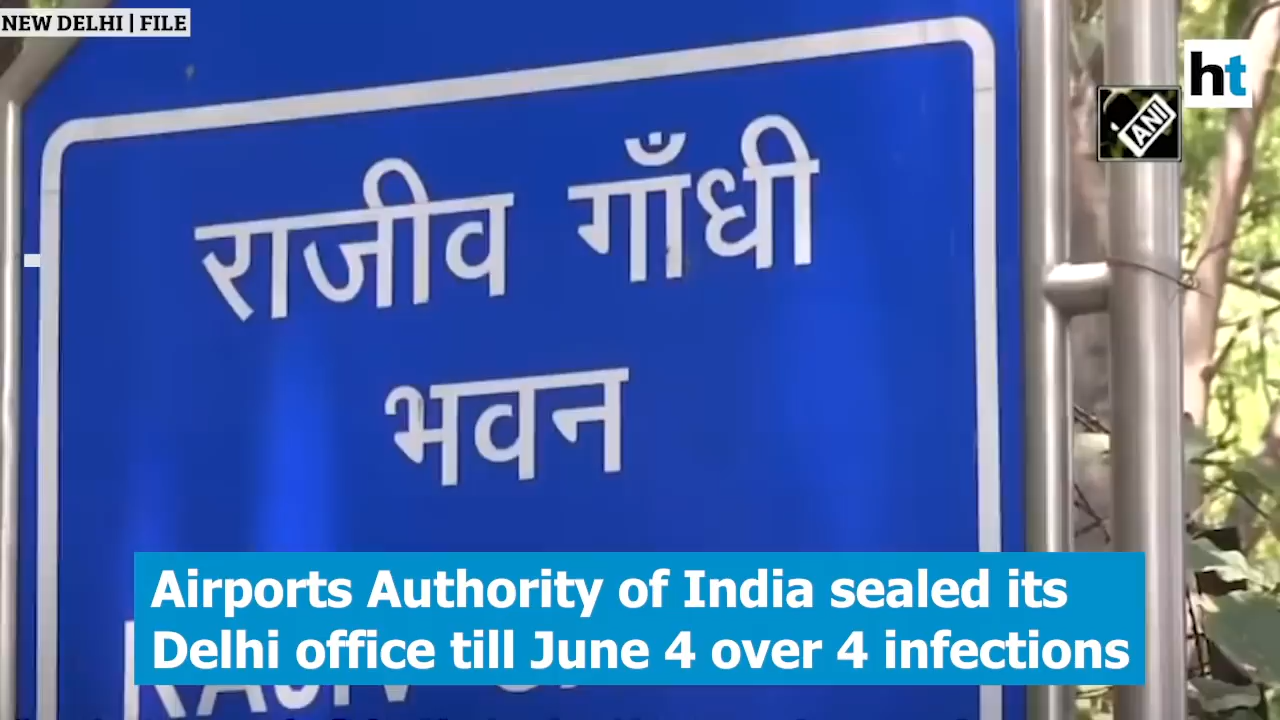 NEW DELHI | FILE
ht
ANI
राजीव गाँधी
भवन
Airports Authority of India sealed its
Delhi office till June 4 over 4 infections